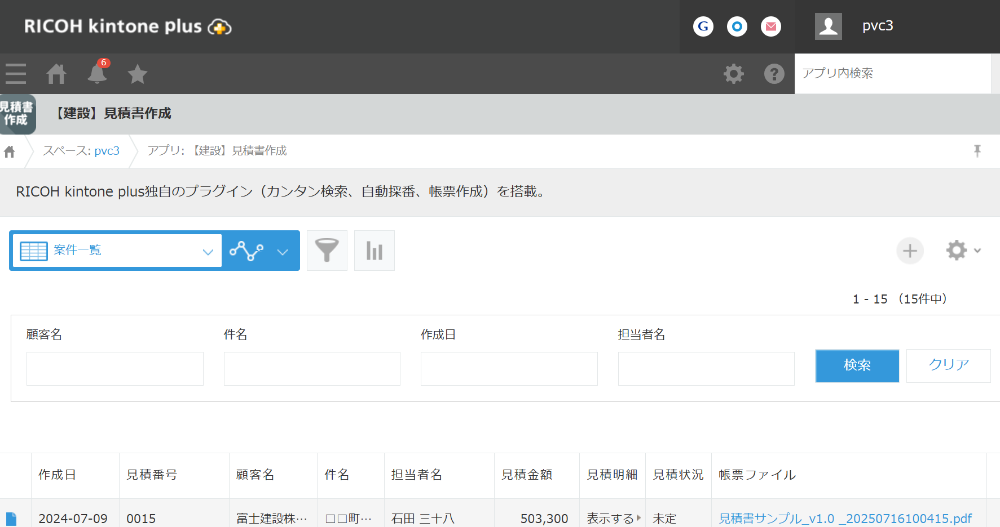 RICOH kintone plus
G
pvc3
6
アプリ内検索
見積書
作成
【建設】見積書作成
スペース: pvc3
アプリ: 【建設】見積書作成
RICOH kintone plus独自のプラグイン（カンタン検索、自動採番、帳票作成）を搭載。
案件一覧
1 - 15 （15件中）
顧客名 件名 作成日 担当者名
検索 クリア
作成日 見積番号 顧客名 件名 担当者名 見積金額 見積明細 見積状況 帳票ファイル
2024-07-09 0015 富士建設株… □□町… 石田 三十八 503,300 表示する 未定 見積書サンプル_v1.0 _20250716100415.pdf